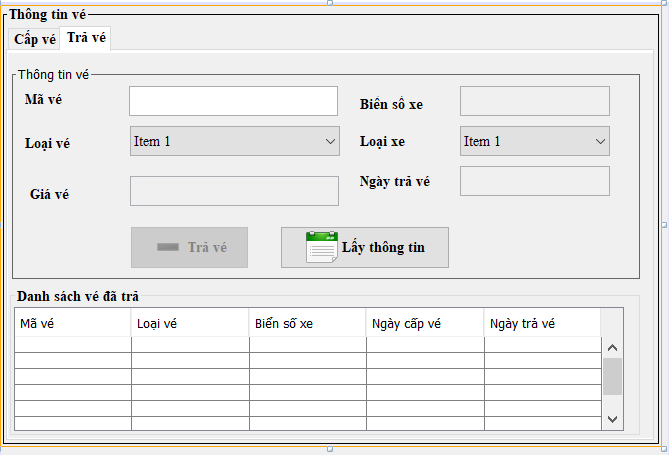 Thông tin vé
Cấp vé Trả vé
Thông tin vé
Mã vé Biển số xe
Loại vé Item 1 Loại xe Item 1
Giá vé Ngày trả vé
Trả vé Lấy thông tin
Danh sách vé đã trả
Mã vé Loại vé Biển số xe Ngày cấp vé Ngày trả vé